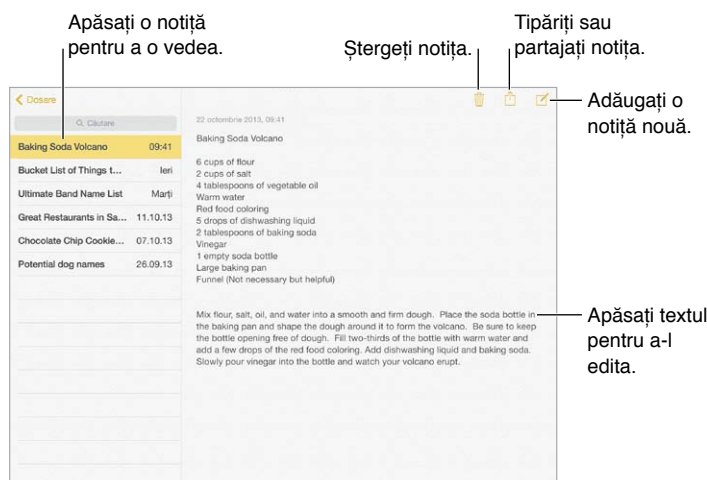 Apăsați o notiță
pentru a o vedea.
Ștergeți notița.
Tipăriți sau
partajați notița.
Adăugați o
notiță nouă.
Dosare
Căutare
Baking Soda Volcano 09:41
Bucket List of Things t... Ieri
Ultimate Band Name List Marți
Great Restaurants in Sa... 11.10.13
Chocolate Chip Cookie... 07.10.13
Potential dog names 26.09.13
22 octombrie 2013, 09:41
Baking Soda Volcano
6 cups of flour
2 cups of salt
4 tablespoons of vegetable oil
Warm water
Red food coloring
5 drops of dishwashing liquid
2 tablespoons of baking soda
Vinegar
1 empty soda bottle
Large baking pan
Funnel (Not necessary but helpful)
Mix flour, salt, oil, and water into a smooth and firm dough. Place the soda bottle in
the baking pan and shape the dough around it to form the volcano. Be sure to keep
the bottle opening free of dough. Fill two-thirds of the bottle with warm water and
add a few drops of the red food coloring. Add dishwashing liquid and baking soda.
Slowly pour vinegar into the bottle and watch your volcano erupt.
Apăsați textul
pentru a-l
edita.